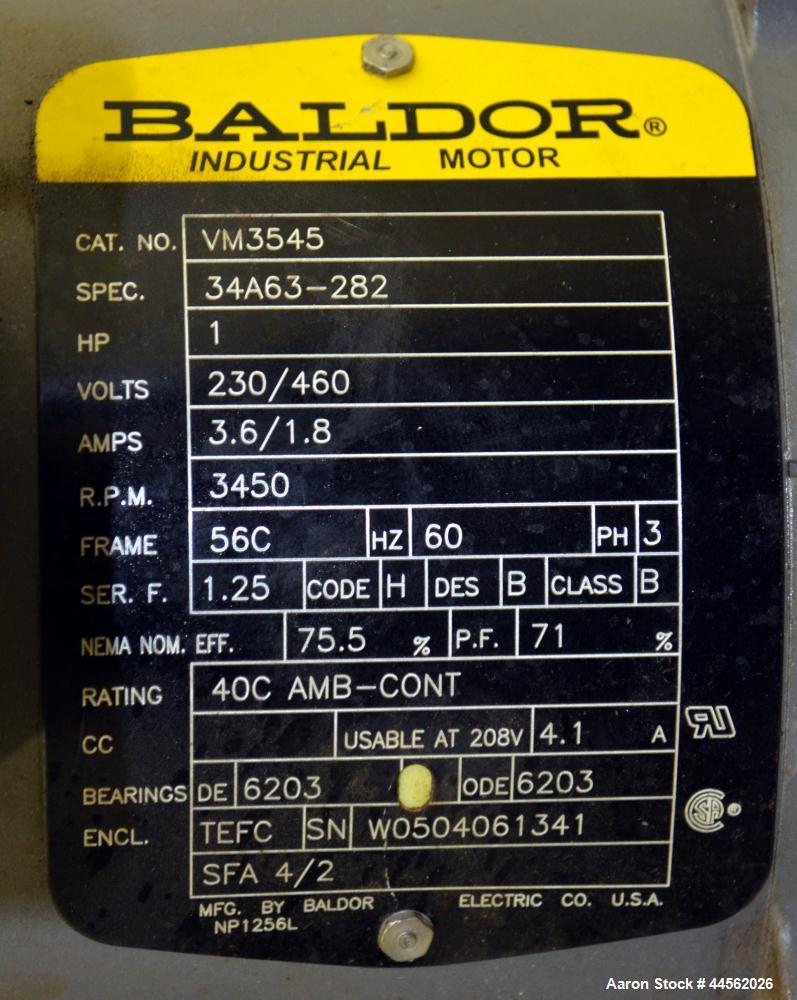 BALDOR®
INDUSTRIAL MOTOR
CAT. NO. VM3545
SPEC. 34A63-282
HP 1
VOLTS 230/460
AMPS 3.6/1.8
R.P.M. 3450
FRAME 56C HZ 60 PH 3
SER. F. 1.25 CODE H DES B CLASS B
NEMA NOM. EFF. 75.5 % P.F. 71 %
RATING 40C AMB-CONT
CC USABLE AT 208V 4.1 A
BEARINGS DE 6203 ODE 6203
ENCL. TEFC SN W0504061341
SFA 4/2
MFG. BY BALDOR ELECTRIC CO. U.S.A.
NP1256L
Aaron Stock # 44562026